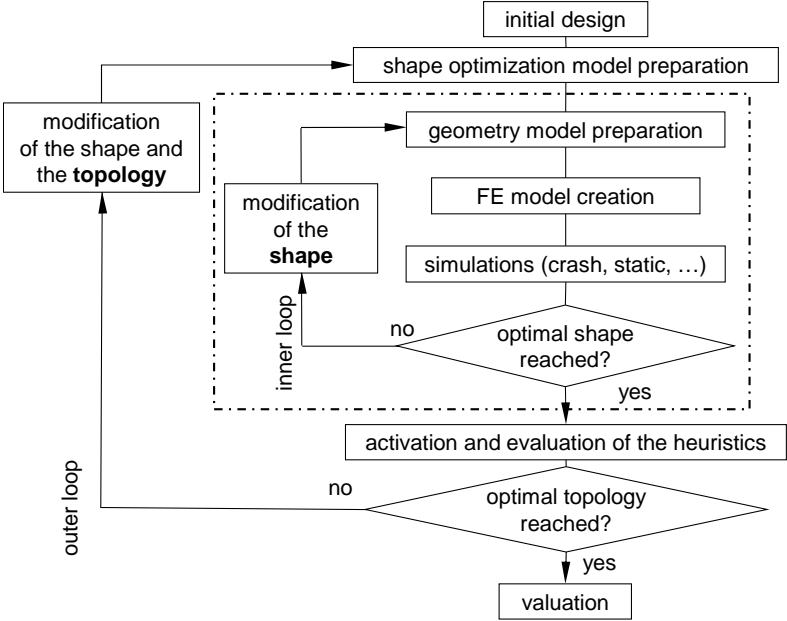 initial design
shape optimization model preparation
modification
of the shape and
the topology
geometry model preparation
modification
of the
shape
FE model creation
simulations (crash, static, …)
inner loop
no
optimal shape
reached?
yes
activation and evaluation of the heuristics
outer loop
no
optimal topology
reached?
yes
valuation